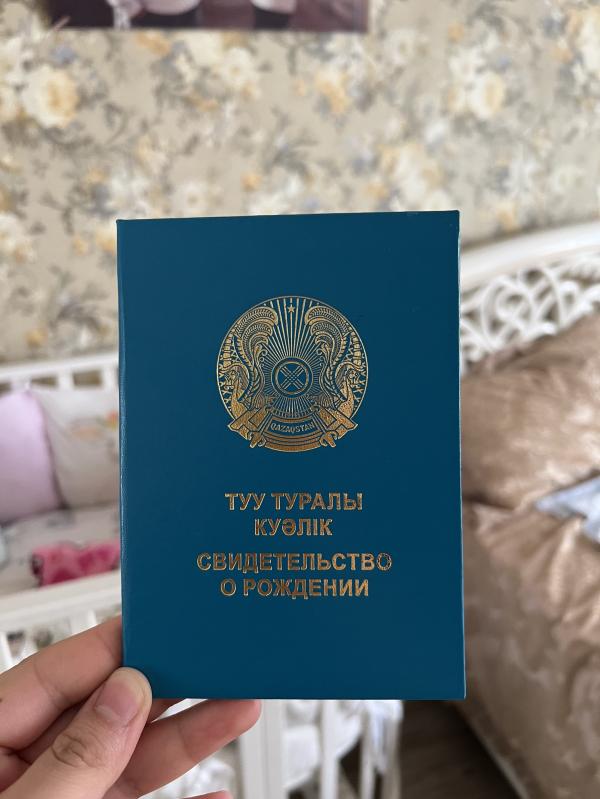 QAZAQSTAN
ТУУ ТУРАЛЫ
КУӘЛІК
СВИДЕТЕЛЬСТВО
О РОЖДЕНИИ